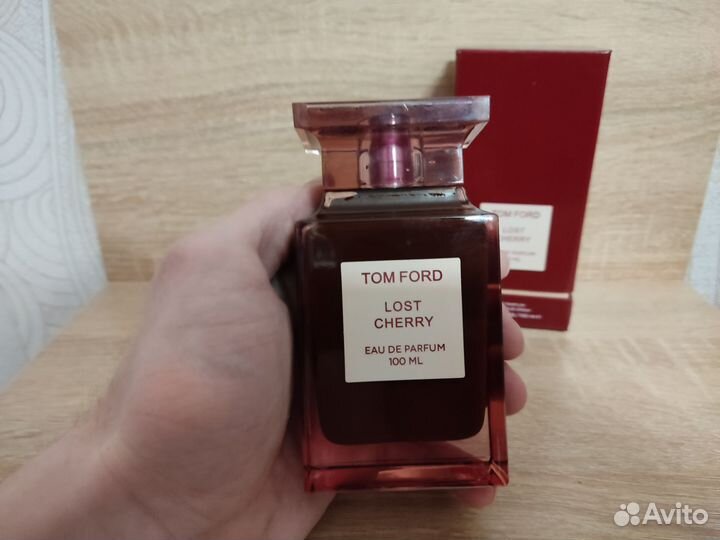 TOM FORD
LOST
CHERRY
EAU DE PARFUM
100 ML
TOM FORD
LOST
CHERRY
Avito